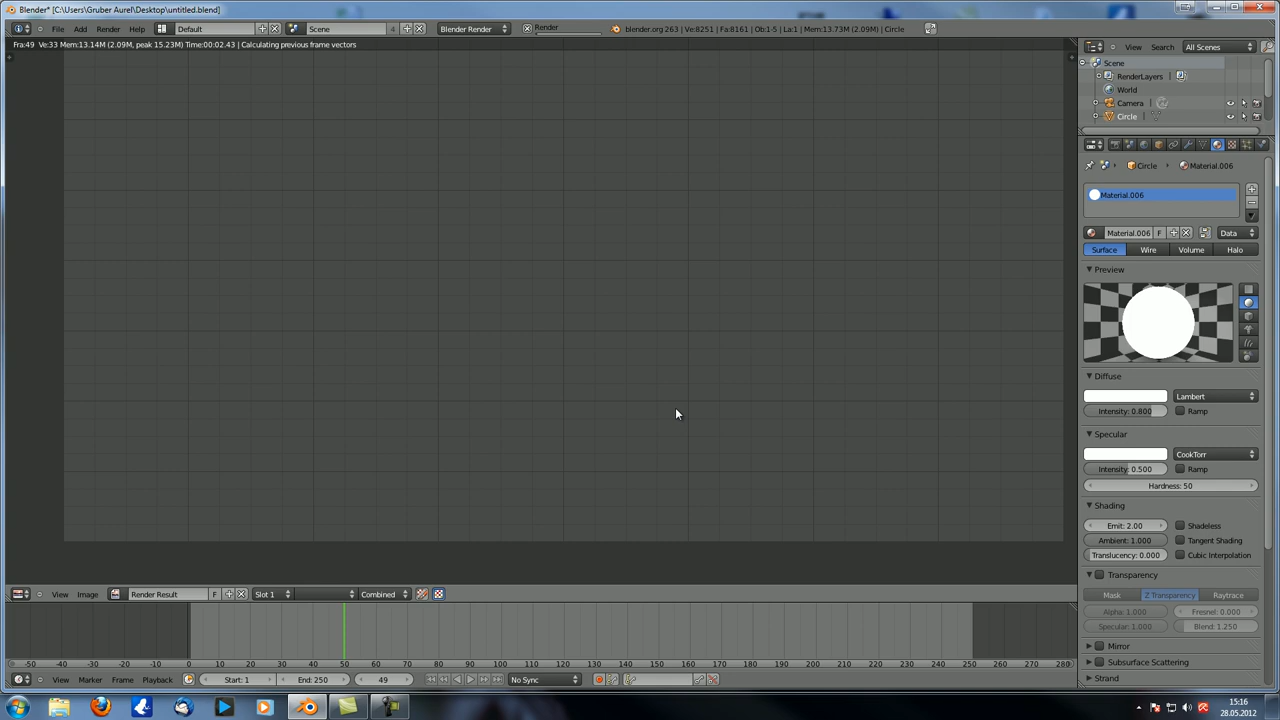 Blender* [C:\Users\Gruber Aurel\Desktop\untitled.blend]
File Add Render Help Default Scene 4 Blender Render Render blender.org 263 | Ve:8251 | Fa:8161 | Ob:1-5 | La:1 | Mem:13.73M (2.09M) | Circle
Fra:49 Ve:33 Mem:13.14M (2.09M, peak 15.23M) Time:00:02.43 | Calculating previous frame vectors
View Search All Scenes
Scene
RenderLayers
World
Camera
Circle
Circle Material.006
Material.006
Material.006 F Data
Surface Wire Volume Halo
Preview
Diffuse
Lambert
Intensity: 0.800 Ramp
Specular
CookTorr
Intensity: 0.500 Ramp
Hardness: 50
Shading
Emit: 2.00 Shadeless
Ambient: 1.000 Tangent Shading
Translucency: 0.000 Cubic Interpolation
Transparency
Mask Z Transparency Raytrace
Alpha: 1.000 Fresnel: 0.000
Specular: 1.000 Blend: 1.250
Mirror
Subsurface Scattering
Strand
View Image Render Result F Slot 1 Combined
-50 -40 -30 -20 -10 0 10 20 30 40 50 60 70 80 90 100 110 120 130 140 150 160 170 180 190 200 210 220 230 240 250 260 270 280
View Marker Frame Playback Start: 1 End: 250 49 No Sync
15:16
28.05.2012